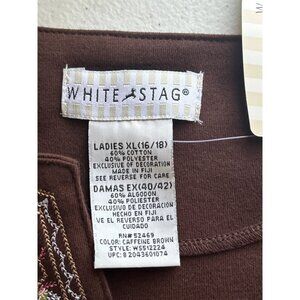 WHITE STAG®
LADIES XL(16/18)
60% COTTON
40% POLYESTER
EXCLUSIVE OF DECORATION
MADE IN FIJI
SEE REVERSE FOR CARE
DAMAS EX(40/42)
60% ALGODON
40% POLYESTER
EXCLUSIVO DE DECORACION
HECHO EN FIJI
VE EL REVERSO PARA EL
CUIDADO
RN# 52469
COLOR: CAFFEINE BROWN
STYLE: WS512224
UPC: 8 2043601074
W